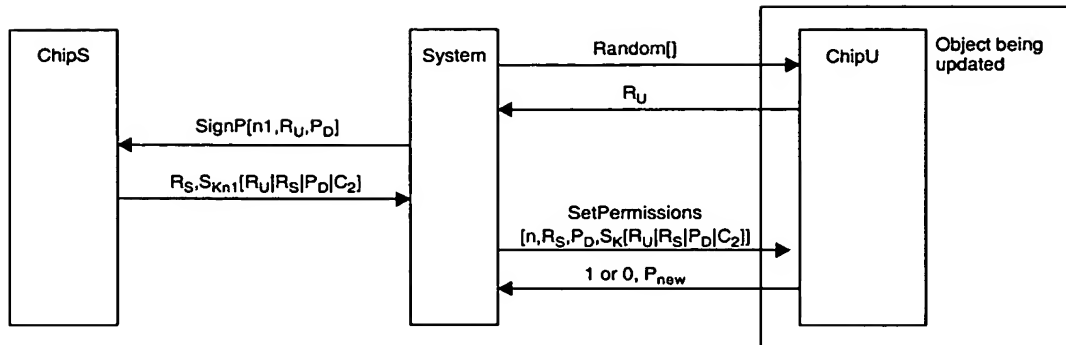 ChipS
System
Random[]
ChipU
Object being
updated
R_U
SignP[n1,R_U,P_D]
R_S,S_Kn1[R_U|R_S|P_D|C_2]
SetPermissions
[n,R_S,P_D,S_K[R_U|R_S|P_D|C_2]]
1 or 0, P_new